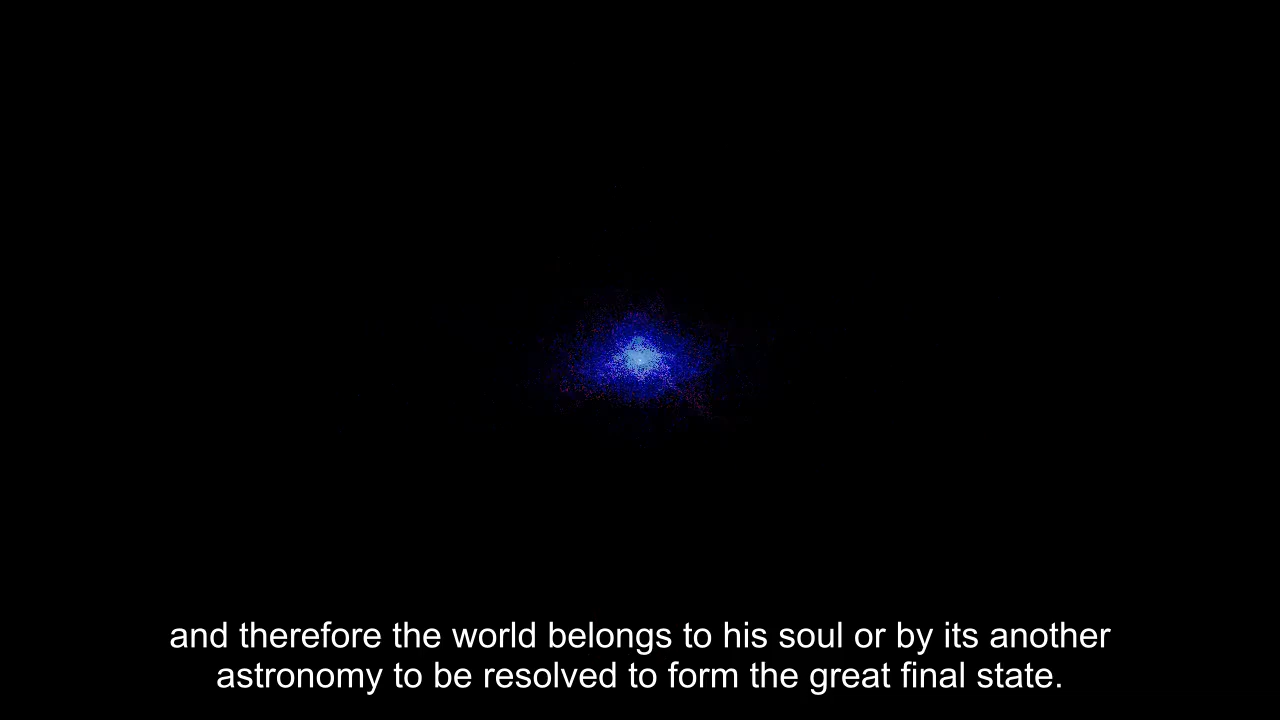 and therefore the world belongs to his soul or by its another
astronomy to be resolved to form the great final state.